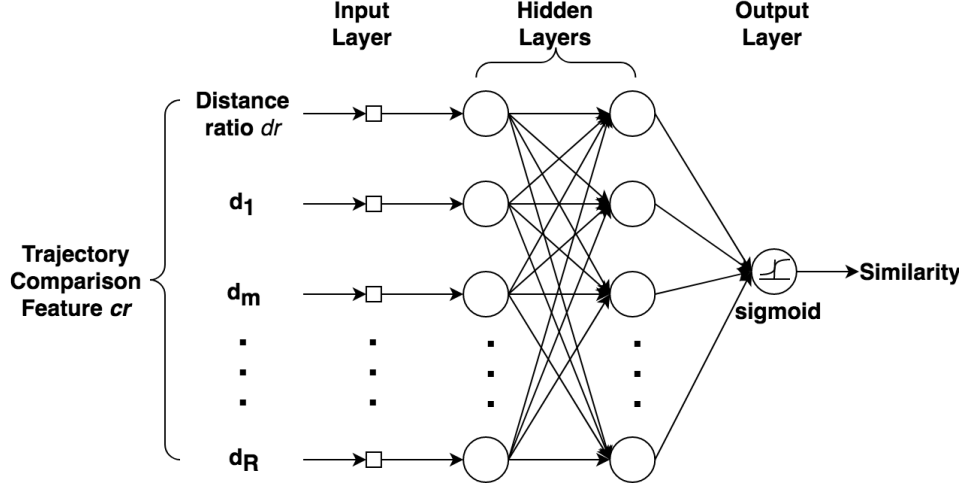 Input
Layer
Hidden
Layers
Output
Layer
Distance
ratio dr
d1
Trajectory
Comparison
Feature cr
dm
Similarity
sigmoid
dR